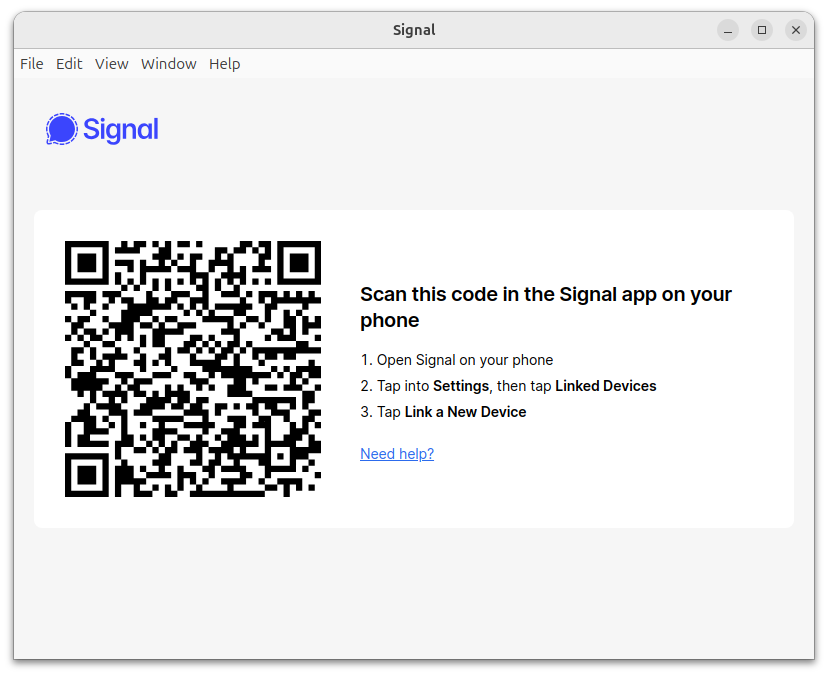 Signal
File Edit View Window Help
Signal
Scan this code in the Signal app on your
phone
1. Open Signal on your phone
2. Tap into Settings, then tap Linked Devices
3. Tap Link a New Device
Need help?